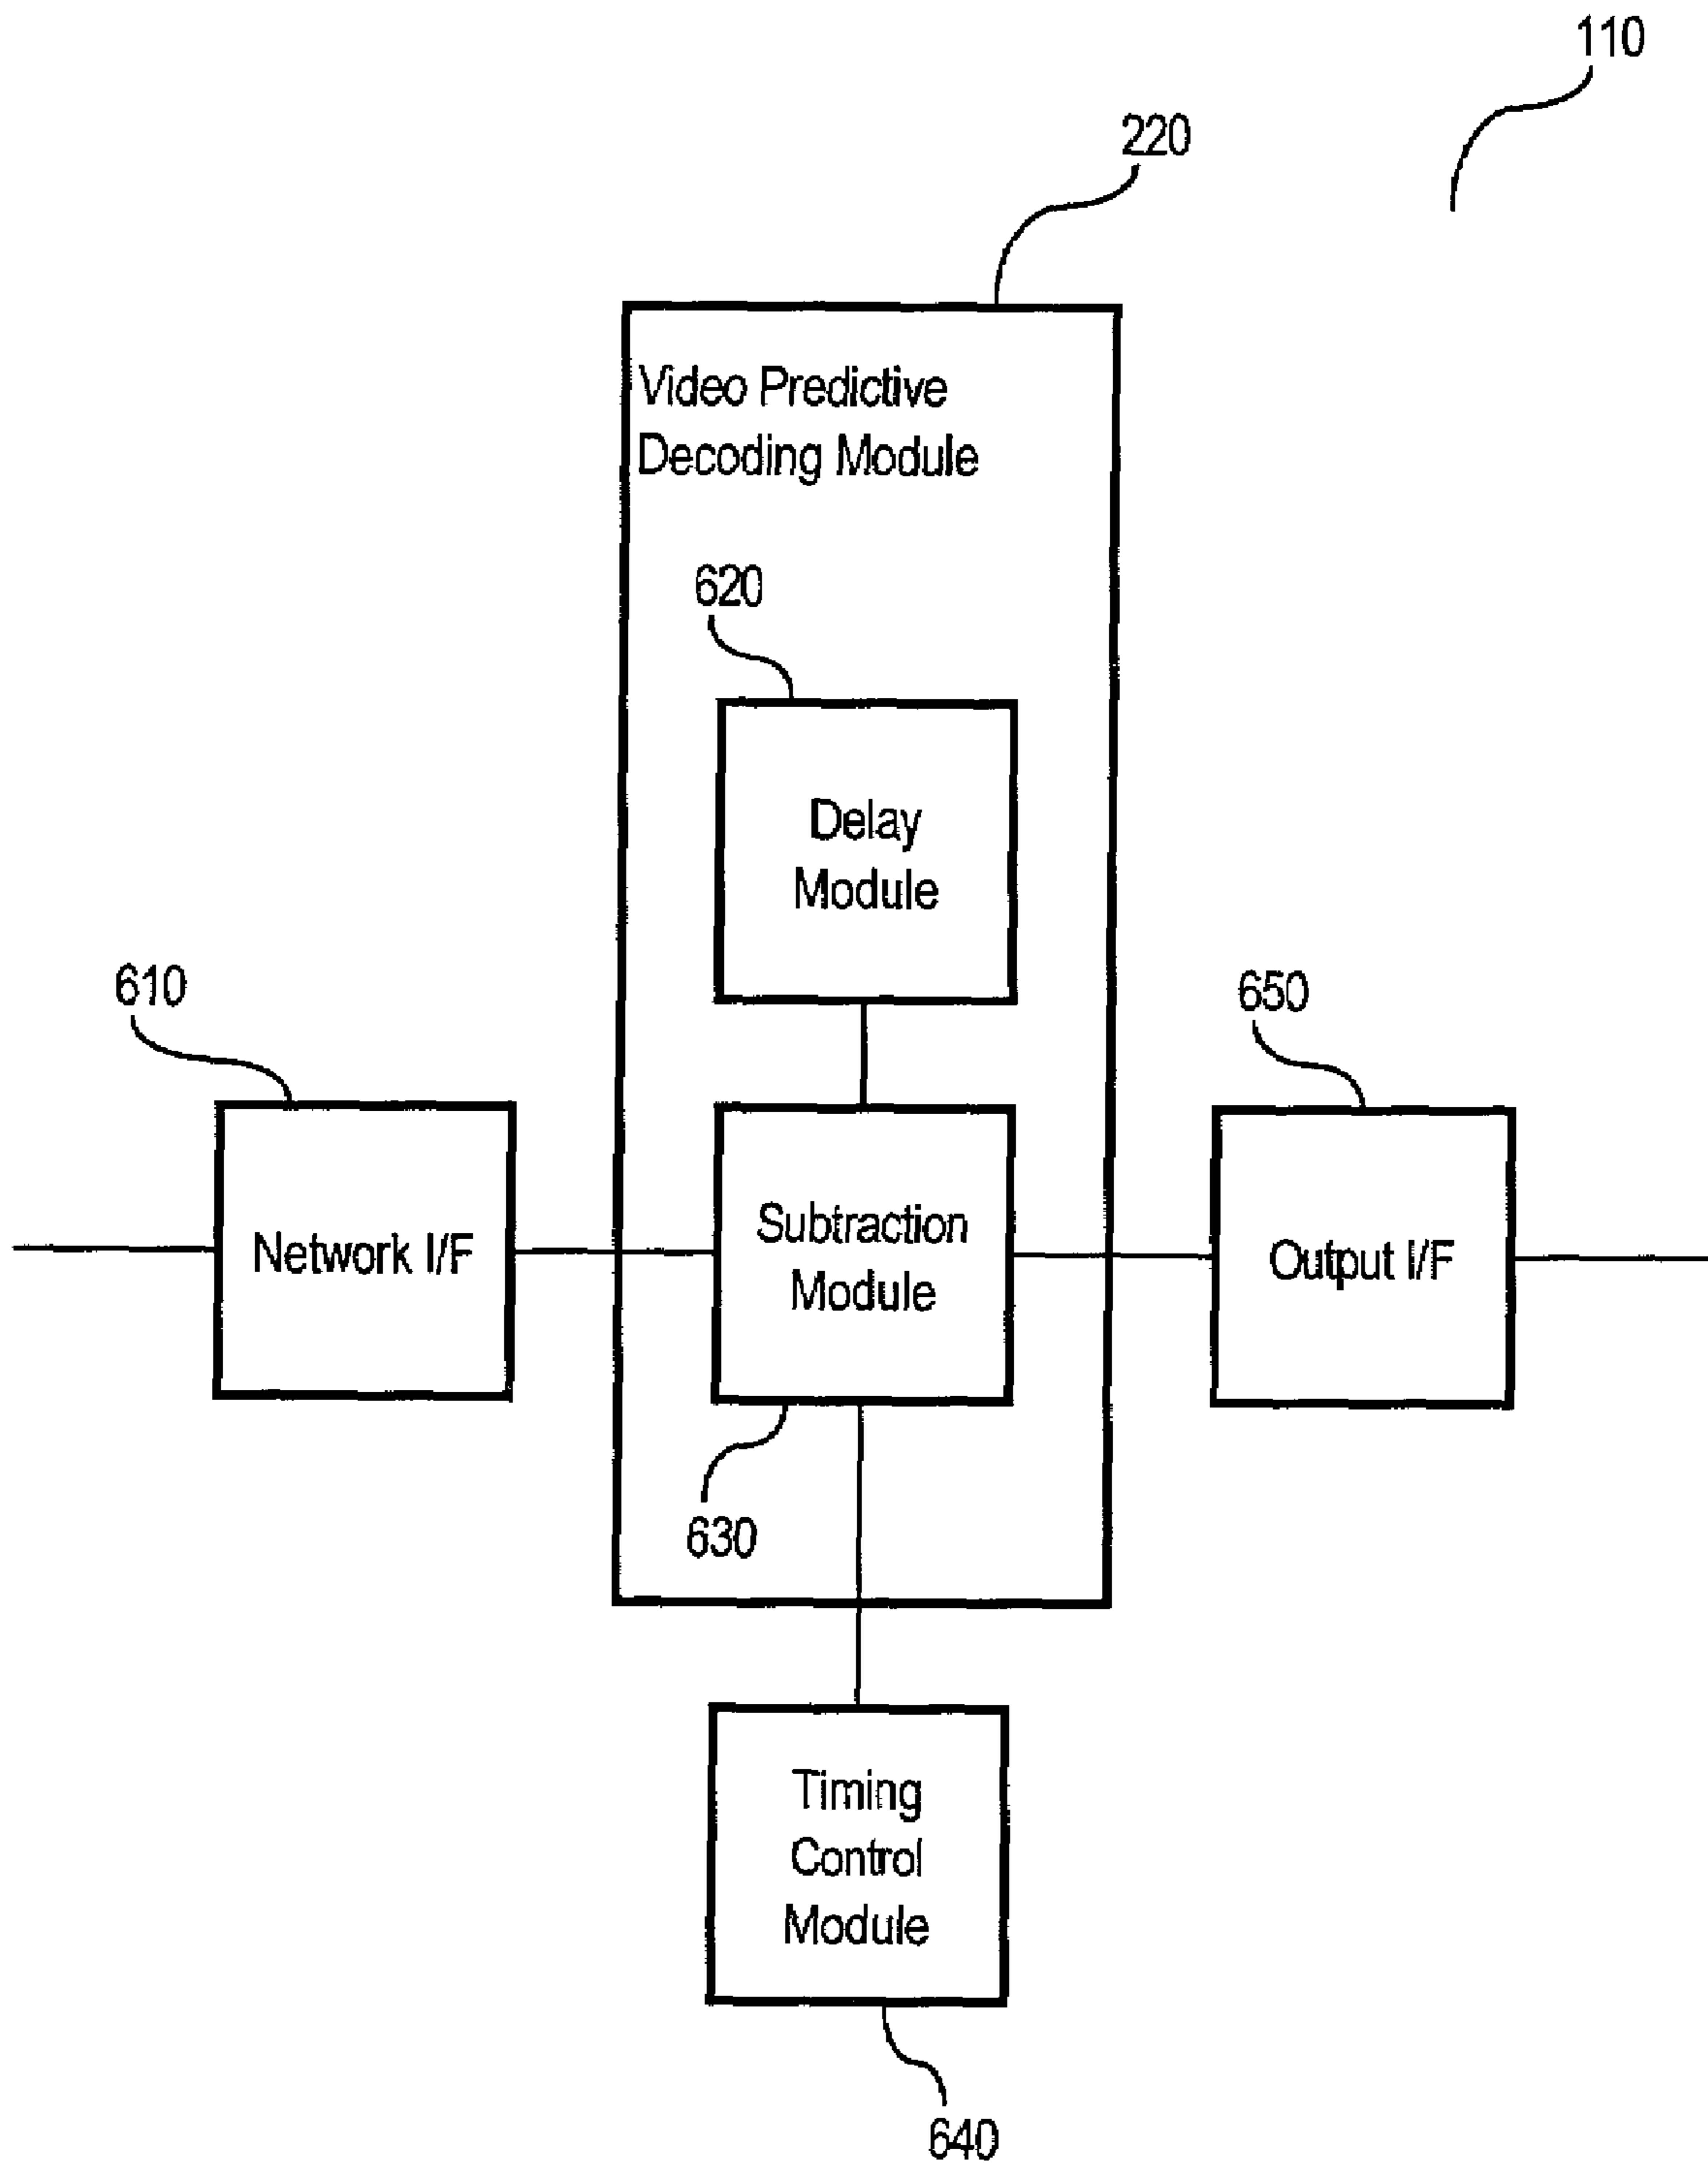 110
220
Video Predictive
Decoding Module
620
Delay
Module
610
650
Network I/F
Subtraction
Module
Output I/F
630
Timing
Control
Module
640